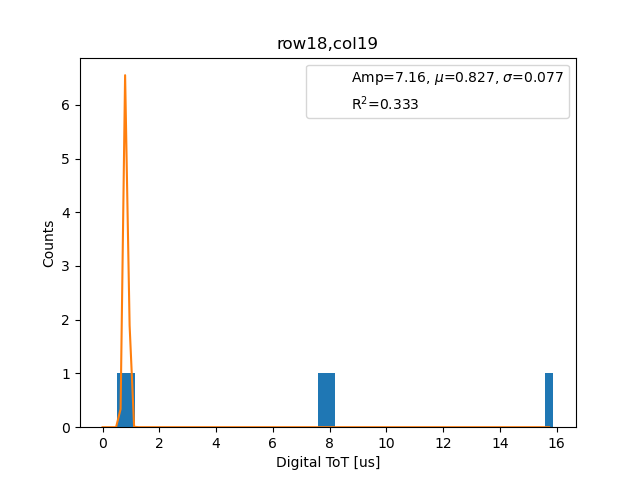 row18,col19
Amp=7.16, μ=0.827, σ=0.077
R²=0.333
Counts
6
5
4
3
2
1
0
0 2 4 6 8 10 12 14 16
Digital ToT [us]